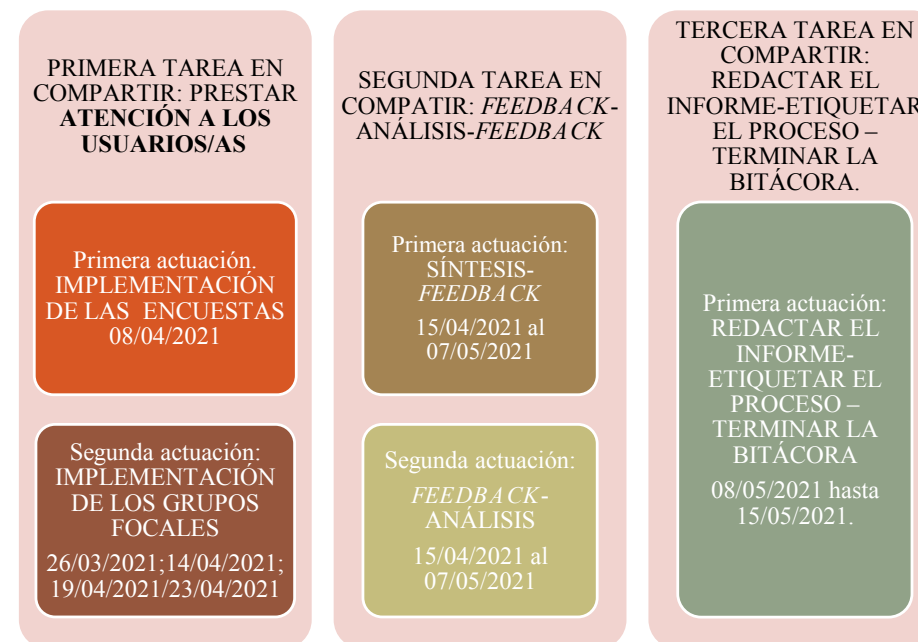 PRIMERA TAREA EN
COMPARTIR: PRESTAR
ATENCIÓN A LOS
USUARIOS/AS
Primera actuación.
IMPLEMENTACIÓN
DE LAS ENCUESTAS
08/04/2021
Segunda actuación:
IMPLEMENTACIÓN
DE LOS GRUPOS
FOCALES
26/03/2021;14/04/2021;
19/04/2021/23/04/2021
SEGUNDA TAREA EN
COMPATIR: FEEDBACK-
ANÁLISIS-FEEDBACK
Primera actuación:
SÍNTESIS-
FEEDBACK
15/04/2021 al
07/05/2021
Segunda actuación:
FEEDBACK-
ANÁLISIS
15/04/2021 al
07/05/2021
TERCERA TAREA EN
COMPARTIR:
REDACTAR EL
INFORME-ETIQUETAR
EL PROCESO –
TERMINAR LA
BITÁCORA.
Primera actuación:
REDACTAR EL
INFORME-
ETIQUETAR EL
PROCESO –
TERMINAR LA
BITÁCORA
08/05/2021 hasta
15/05/2021.